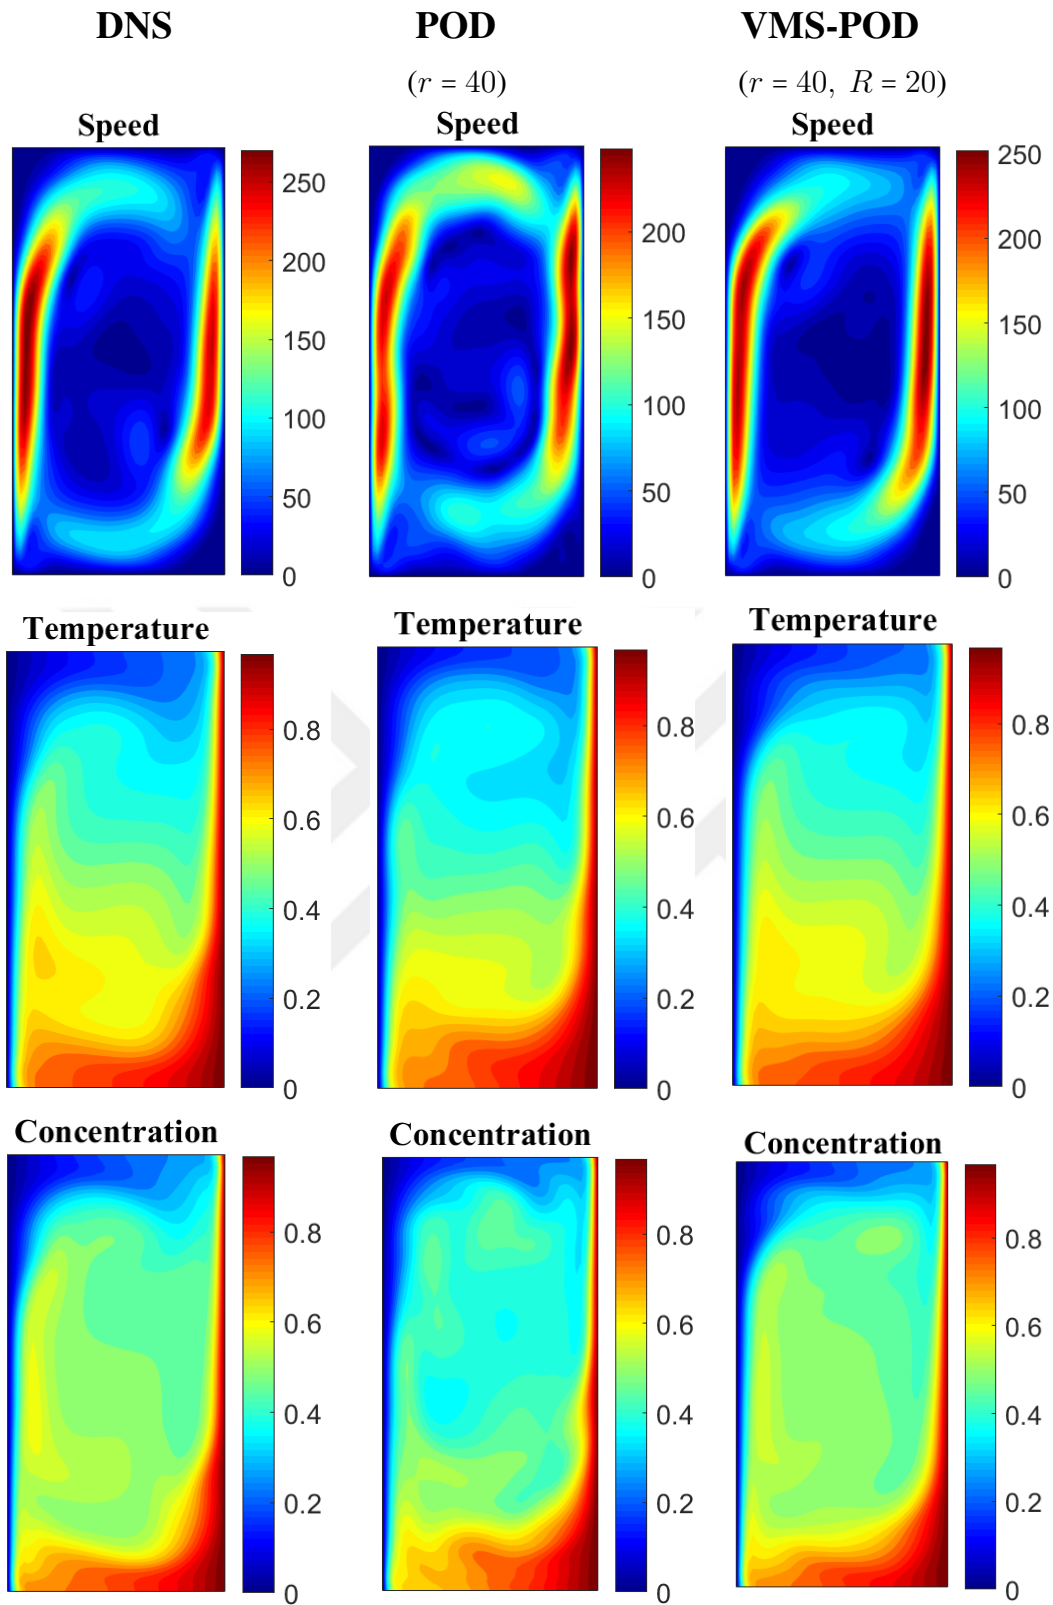 DNS POD VMS-POD
(r = 40) (r = 40, R = 20)
Speed Speed Speed
250 200 150 100 50 0
200 150 100 50 0
250 200 150 100 50 0
Temperature Temperature Temperature
0.8 0.6 0.4 0.2 0
0.8 0.6 0.4 0.2 0
0.8 0.6 0.4 0.2 0
Concentration Concentration Concentration
0.8 0.6 0.4 0.2 0
0.8 0.6 0.4 0.2 0
0.8 0.6 0.4 0.2 0